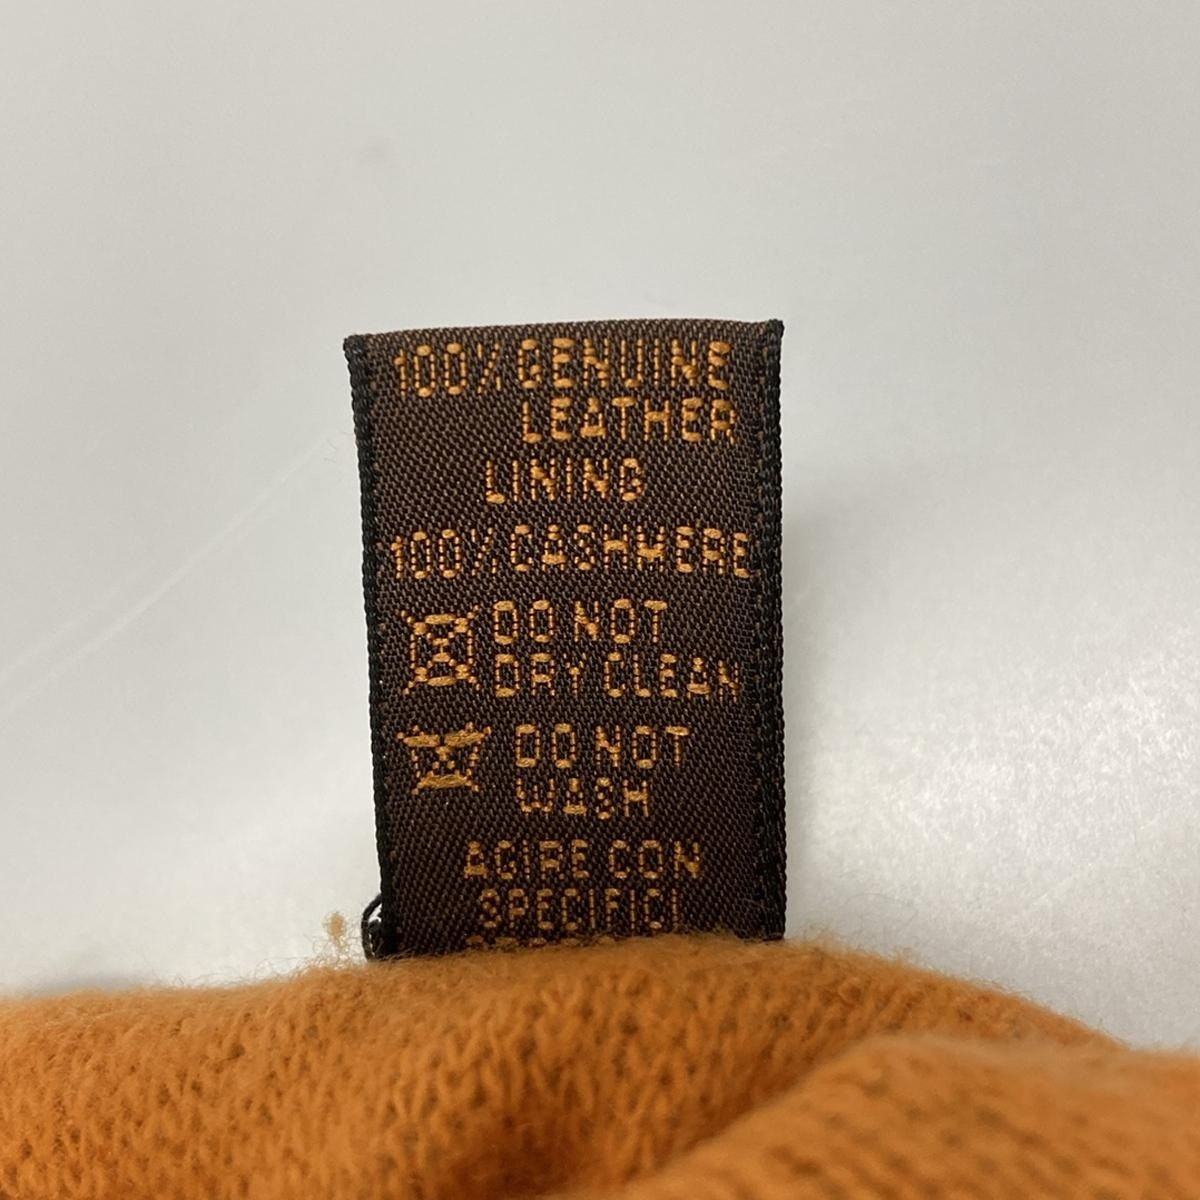 100% GENUINE
LEATHER
LINING
100% CASHMERE
DO NOT
DRY CLEAN
DO NOT
WASH
AGIRE CON
SPECIFICI